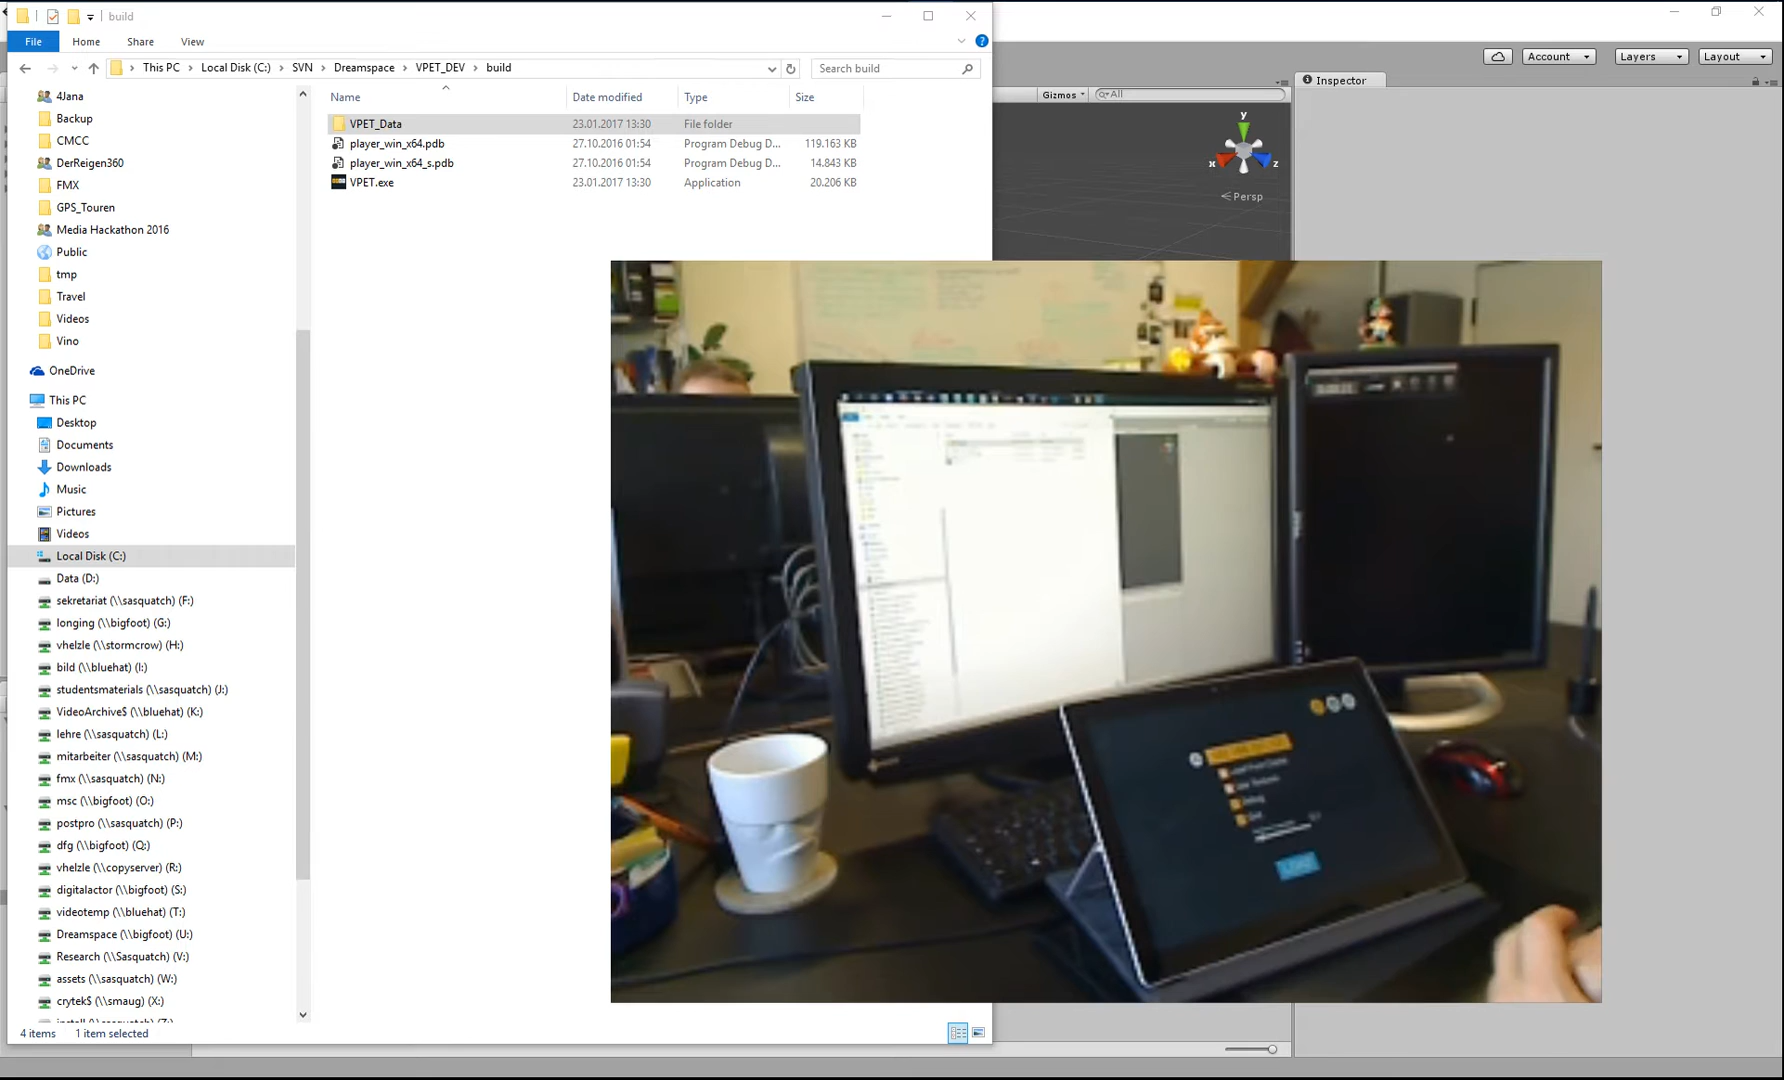 build
File
Home
Share
View
This PC
Local Disk (C:)
SVN
Dreamspace
VPET_DEV
build
Search build
Name
Date modified
Type
Size
VPET_Data
23.01.2017 13:30
File folder
player_win_x64.pdb
27.10.2016 01:54
Program Debug D...
119.163 KB
player_win_x64_s.pdb
27.10.2016 01:54
Program Debug D...
14.843 KB
VPET.exe
23.01.2017 13:30
Application
20.206 KB
4Jana
Backup
CMCC
DerReigen360
FMX
GPS_Touren
Media Hackathon 2016
Public
tmp
Travel
Videos
Vino
OneDrive
This PC
Desktop
Documents
Downloads
Music
Pictures
Videos
Local Disk (C:)
Data (D:)
sekretariat (\\sasquatch) (F:)
longing (\\bigfoot) (G:)
vhelzle (\\stormcrow) (H:)
bild (\\bluehat) (I:)
studentsmaterials (\\sasquatch) (J:)
VideoArchive$ (\\bluehat) (K:)
lehre (\\sasquatch) (L:)
mitarbeiter (\\sasquatch) (M:)
fmx (\\sasquatch) (N:)
msc (\\bigfoot) (O:)
postpro (\\sasquatch) (P:)
dfg (\\bigfoot) (Q:)
vhelzle (\\copyserver) (R:)
digitalactor (\\bigfoot) (S:)
videotemp (\\bluehat) (T:)
Dreamspace (\\bigfoot) (U:)
Research (\\Sasquatch) (V:)
assets (\\sasquatch) (W:)
crytek$ (\\smaug) (X:)
4 items
1 item selected
Account
Layers
Layout
Inspector
Gizmos
All
y
x
z
Persp
LOAD